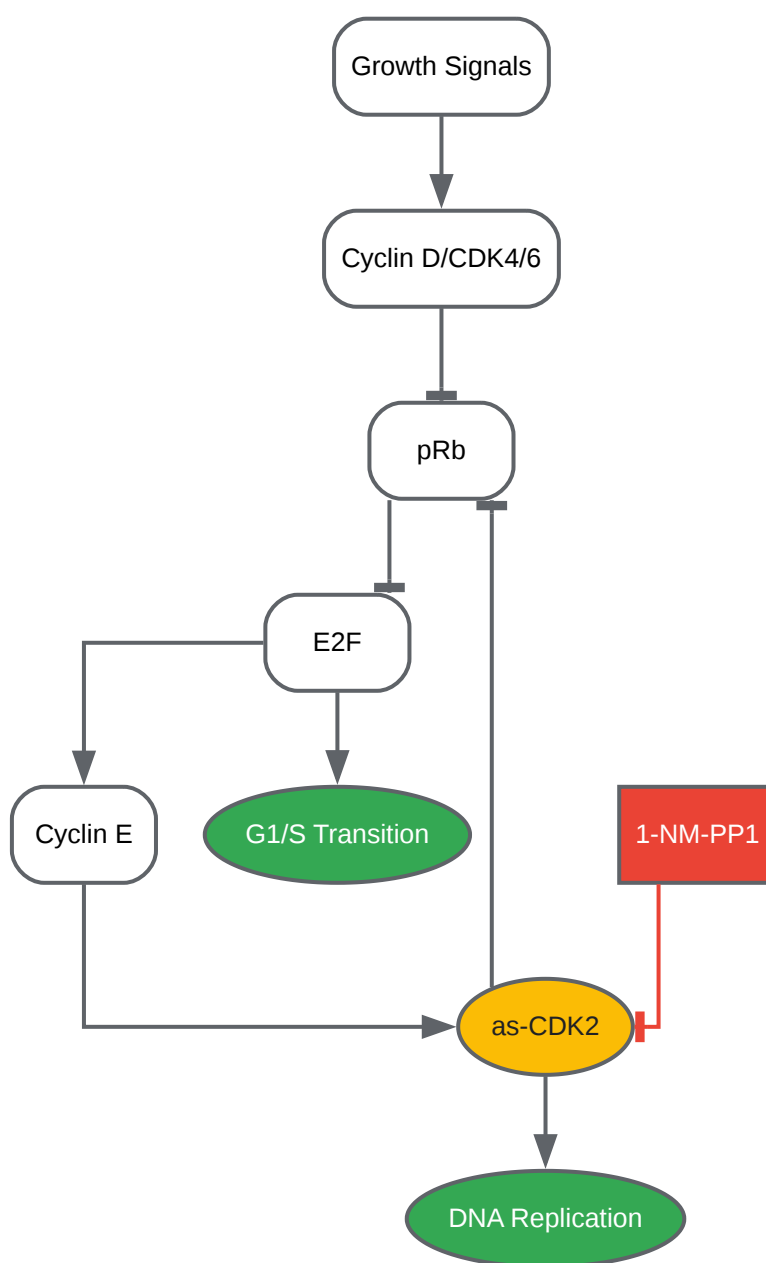 Growth Signals
Cyclin D/CDK4/6
pRb
E2F
Cyclin E
G1/S Transition
1-NM-PP1
as-CDK2
DNA Replication